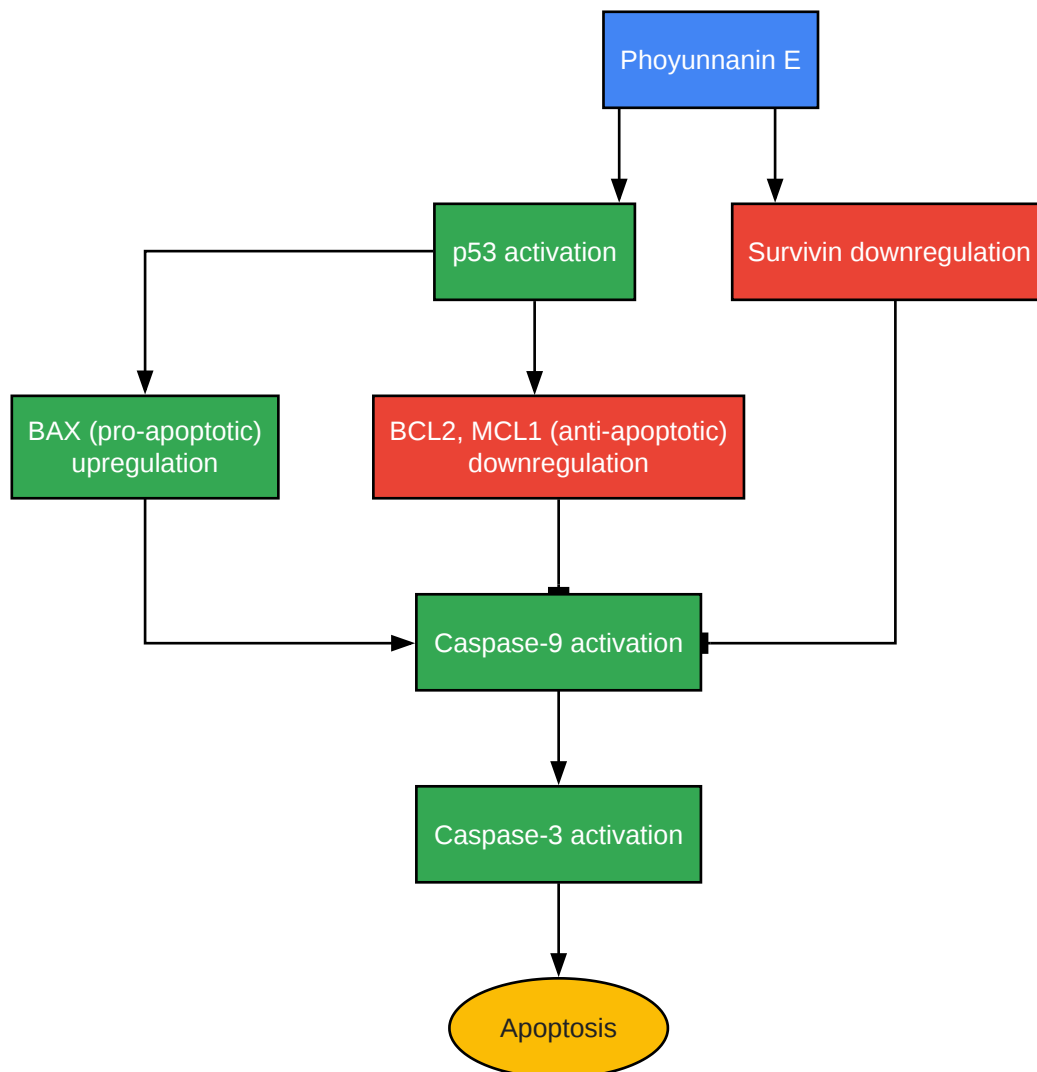 Phoyunnanin E
p53 activation
Survivin downregulation
BAX (pro-apoptotic)
upregulation
BCL2, MCL1 (anti-apoptotic)
downregulation
Caspase-9 activation
Caspase-3 activation
Apoptosis